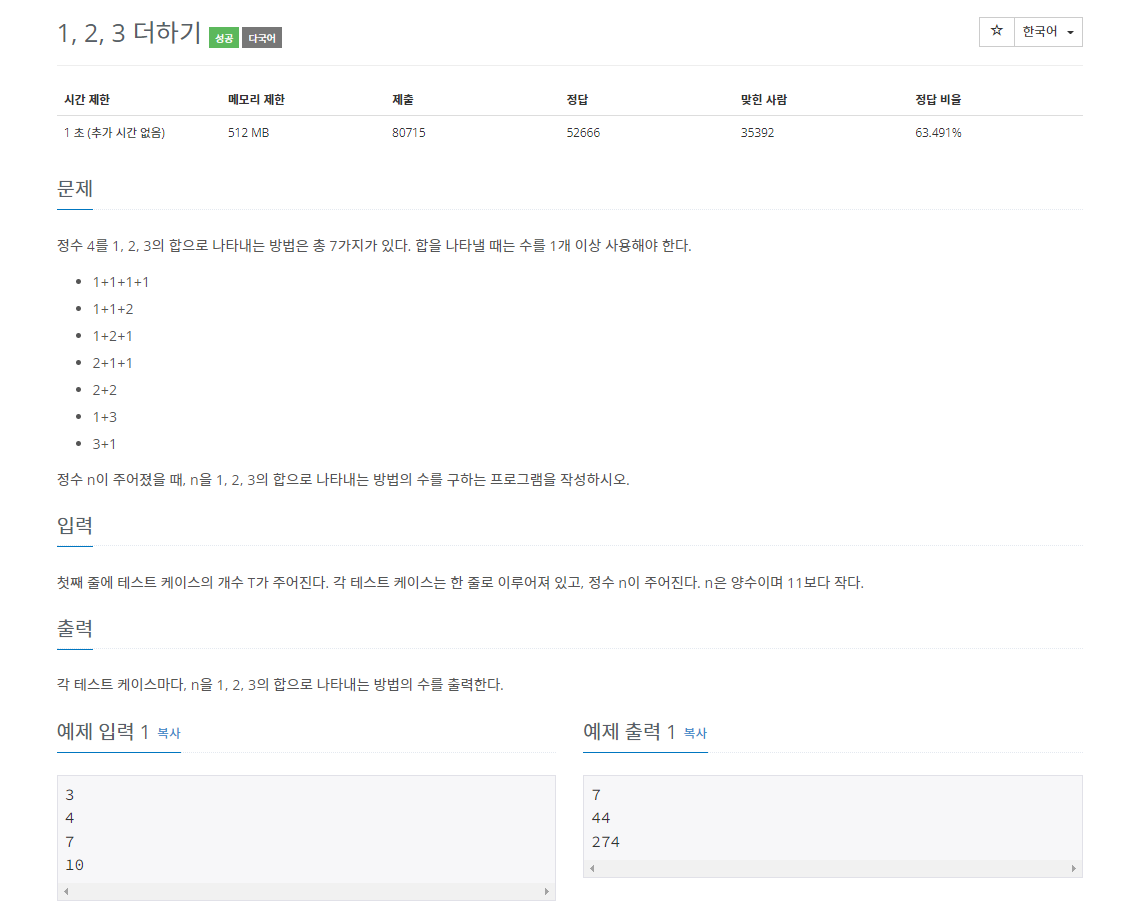 1, 2, 3 더하기 성공 다국어
☆ 한국어
시간 제한 메모리 제한 제출 정답 맞힌 사람 정답 비율
1 초 (추가 시간 없음) 512 MB 80715 52666 35392 63.491%
문제
정수 4를 1, 2, 3의 합으로 나타내는 방법은 총 7가지가 있다. 합을 나타낼 때는 수를 1개 이상 사용해야 한다.
• 1+1+1+1
• 1+1+2
• 1+2+1
• 2+1+1
• 2+2
• 1+3
• 3+1
정수 n이 주어졌을 때, n을 1, 2, 3의 합으로 나타내는 방법의 수를 구하는 프로그램을 작성하시오.
입력
첫째 줄에 테스트 케이스의 개수 T가 주어진다. 각 테스트 케이스는 한 줄로 이루어져 있고, 정수 n이 주어진다. n은 양수이며 11보다 작다.
출력
각 테스트 케이스마다, n을 1, 2, 3의 합으로 나타내는 방법의 수를 출력한다.
예제 입력 1 복사
3
4
7
10
예제 출력 1 복사
7
44
274